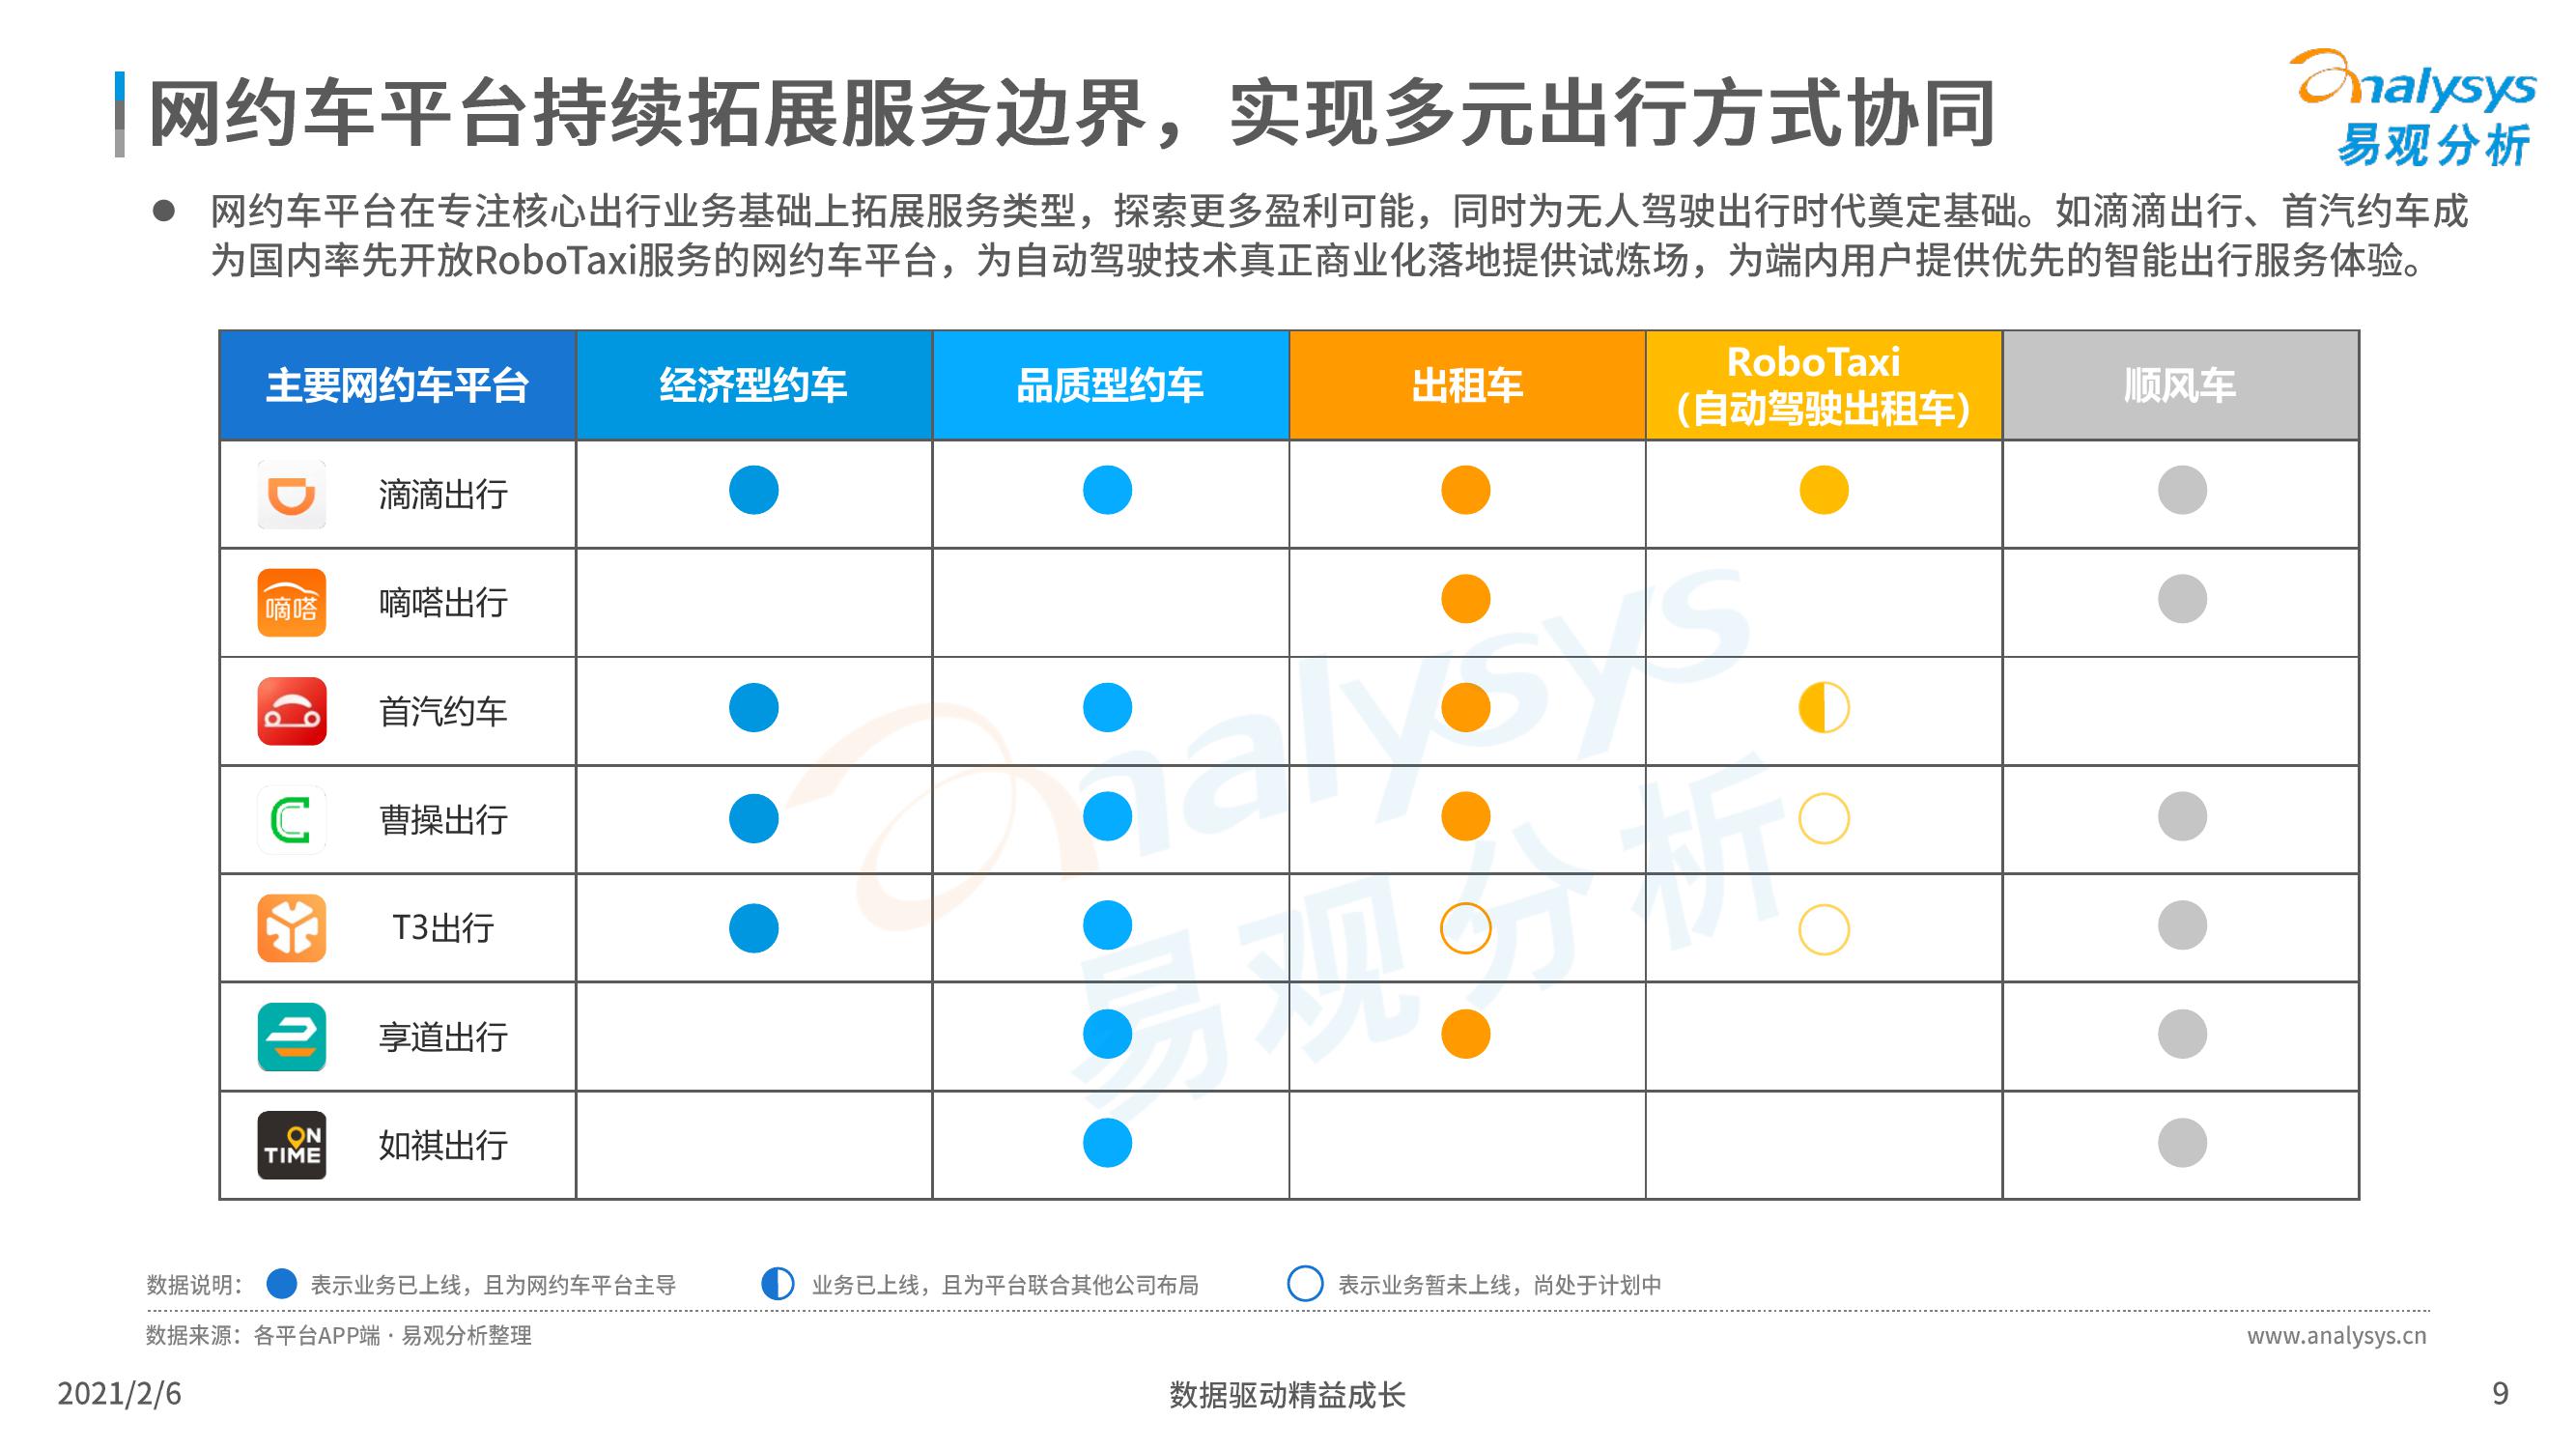 网约车平台持续拓展服务边界，实现多元出行方式协同
analysys
易观分析
● 网约车平台在专注核心出行业务基础上拓展服务类型，探索更多盈利可能，同时为无人驾驶出行时代奠定基础。如滴滴出行、首汽约车成
为国内率先开放RoboTaxi服务的网约车平台，为自动驾驶技术真正商业化落地提供试炼场，为端内用户提供优先的智能出行服务体验。
主要网约车平台 经济型约车 品质型约车 出租车 RoboTaxi 顺风车
（自动驾驶出租车）
滴滴出行
嘀嗒 嘀嗒出行
首汽约车
曹操出行
T3出行
享道出行
ON
TIME 如祺出行
analysys
易观分析
数据说明： 表示业务已上线，且为网约车平台主导 业务已上线，且为平台联合其他公司布局 表示业务暂未上线，尚处于计划中
数据来源：各平台APP端 · 易观分析整理 www.analysys.cn
2021/2/6 数据驱动精益成长 9